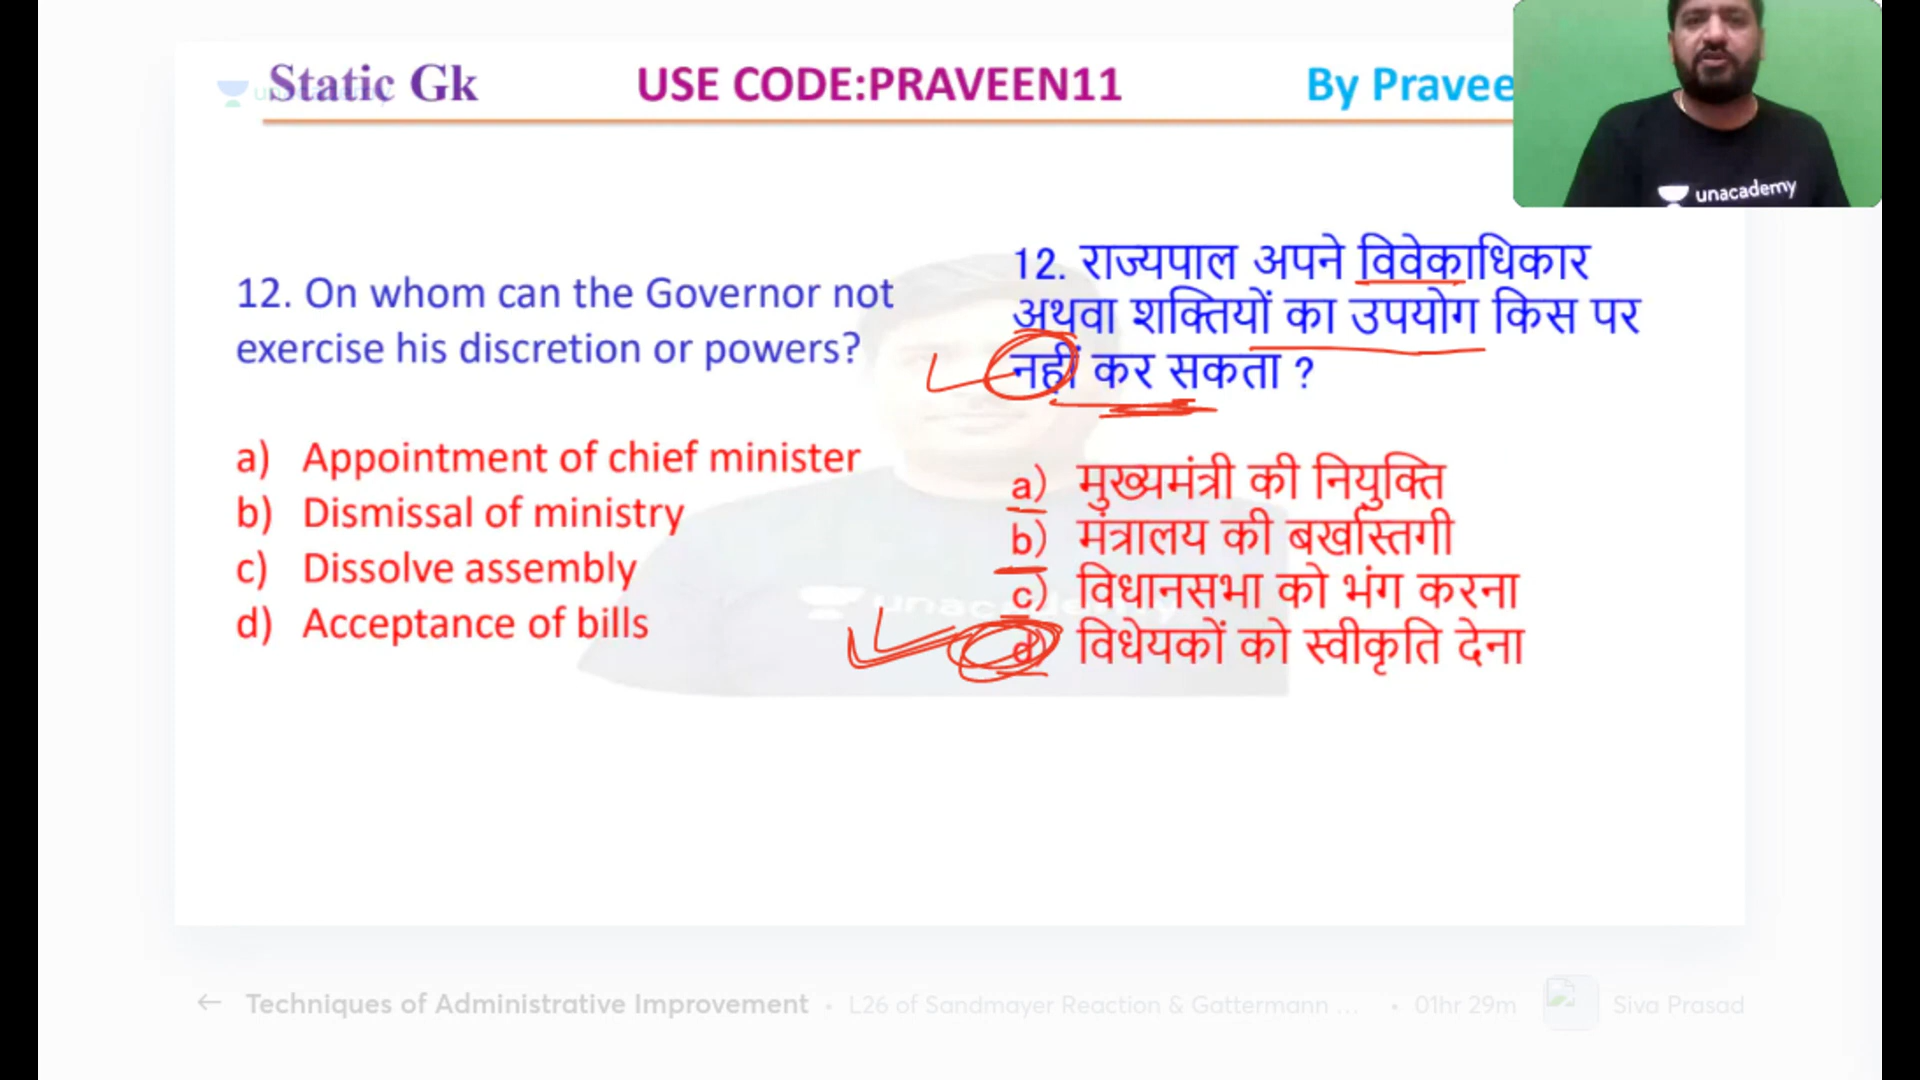 Static Gk
USE CODE:PRAVEEN11
By Pravee
unacademy
12. On whom can the Governor not
exercise his discretion or powers?
a) Appointment of chief minister
b) Dismissal of ministry
c) Dissolve assembly
d) Acceptance of bills
12. राज्यपाल अपने विवेकाधिकार
अथवा शक्तियों का उपयोग किस पर
नहीं कर सकता ?
a) मुख्यमंत्री की नियुक्ति
b) मंत्रालय की बर्खास्तगी
c) विधानसभा को भंग करना
d) विधेयकों को स्वीकृति देना
unacademy
← Techniques of Administrative Improvement • L26 of Sandmayer Reaction & Gattermann ... • 01hr 29m Siva Prasad